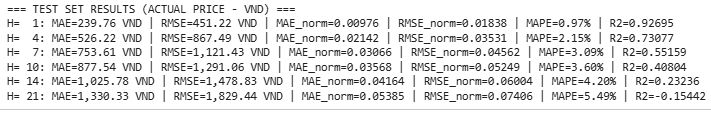 === TEST SET RESULTS (ACTUAL PRICE - VND) ===
H=  1: MAE=239.76 VND | RMSE=451.22 VND | MAE_norm=0.00976 | RMSE_norm=0.01838 | MAPE=0.97% | R2=0.92695
H=  4: MAE=526.22 VND | RMSE=867.49 VND | MAE_norm=0.02142 | RMSE_norm=0.03531 | MAPE=2.15% | R2=0.73077
H=  7: MAE=753.61 VND | RMSE=1,121.43 VND | MAE_norm=0.03066 | RMSE_norm=0.04562 | MAPE=3.09% | R2=0.55159
H= 10: MAE=877.54 VND | RMSE=1,291.06 VND | MAE_norm=0.03568 | RMSE_norm=0.05249 | MAPE=3.60% | R2=0.40804
H= 14: MAE=1,025.78 VND | RMSE=1,478.83 VND | MAE_norm=0.04164 | RMSE_norm=0.06004 | MAPE=4.20% | R2=0.23236
H= 21: MAE=1,330.33 VND | RMSE=1,829.44 VND | MAE_norm=0.05385 | RMSE_norm=0.07406 | MAPE=5.49% | R2=-0.15442